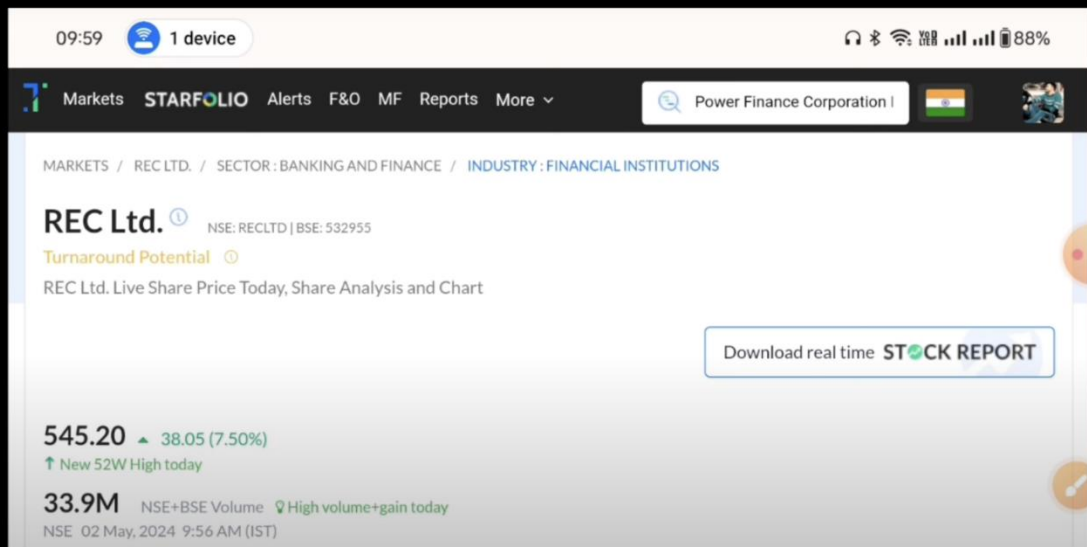 09:59 1 device 88%
Markets STARFOLIO Alerts F&O MF Reports More Power Finance Corporation
MARKETS / REC LTD. / SECTOR : BANKING AND FINANCE / INDUSTRY : FINANCIAL INSTITUTIONS
REC Ltd. NSE: RECLTD | BSE: 532955
Turnaround Potential
REC Ltd. Live Share Price Today, Share Analysis and Chart
Download real time STOCK REPORT
545.20 38.05 (7.50%)
New 52W High today
33.9M NSE+BSE Volume High volume+gain today
NSE 02 May, 2024 9:56 AM (IST)